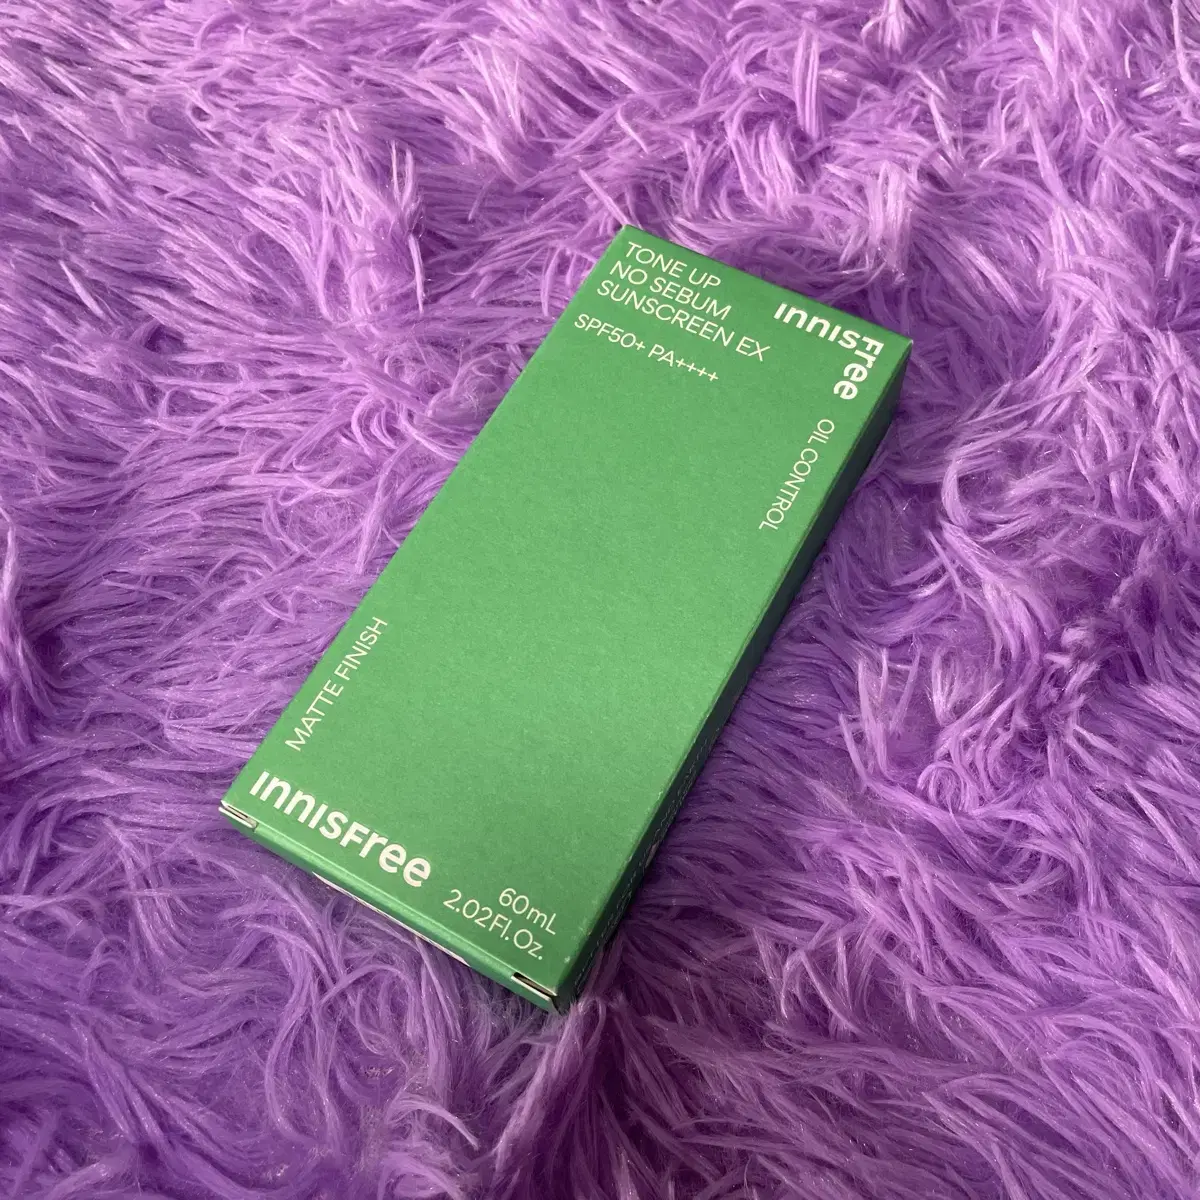 TONE UP
NO SEBUM
SUNSCREEN EX
SPF50+ PA++++
INNISFree
OIL CONTROL
MATTE FINISH
INNISFree
60mL
2.02Fl.Oz.